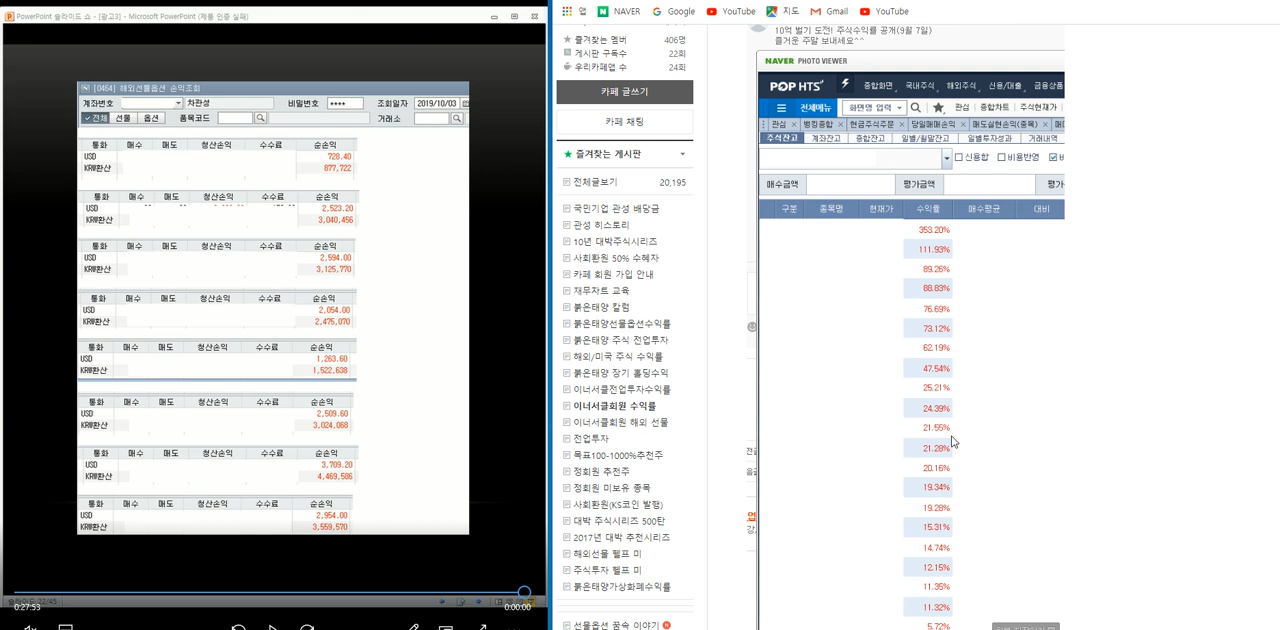 PowerPoint 슬라이드 쇼 - [광고3] - Microsoft PowerPoint (제품 인증 실패)
[0464] 해외선물옵션 손익조회
계좌번호 차관성 비밀번호 **** 조회일자 2019/10/03
전체 선물 옵션 품목코드 거래소
통화 매수 매도 청산손익 수수료 순손익
USD 728.40
KRW환산 877,722
통화 매수 매도 청산손익 수수료 순손익
USD 2,523.20
KRW환산 3,040,456
통화 매수 매도 청산손익 수수료 순손익
USD 2,594.00
KRW환산 3,125,770
통화 매수 매도 청산손익 수수료 순손익
USD 2,054.00
KRW환산 2,475,070
통화 매수 매도 청산손익 수수료 순손익
USD 1,263.60
KRW환산 1,522,638
통화 매수 매도 청산손익 수수료 순손익
USD 2,509.60
KRW환산 3,024,068
통화 매수 매도 청산손익 수수료 순손익
USD 3,709.20
KRW환산 4,469,586
통화 매수 매도 청산손익 수수료 순손익
USD 2,954.00
KRW환산 3,559,570
슬라이드 22/45
0:27:53 0:00:00
앱 NAVER Google YouTube 지도 Gmail YouTube
즐겨찾는 멤버 406명
게시판 구독수 22회
우리카페앱 수 24회
카페 글쓰기
카페 채팅
즐겨찾는 게시판
전체글보기 20,195
국민기업 관성 배당금
관성 히스토리
10년 대박주식시리즈
사회환원 50% 수혜자
카페 회원 가입 안내
재무차트 교육
붉은태양 칼럼
붉은태양선물옵션수익률
붉은태양 주식 전업투자
해외/미국 주식 수익률
붉은태양 장기 홀딩수익
이너서클전업투자수익률
이너서클회원 수익률
이너서클회원 해외 선물
전업투자
목표100-1000%추천주
정회원 추천주
정회원 미보유 종목
사회환원(KS코인 발행)
대박 주식시리즈 500탄
2017년 대박 추천시리즈
해외선물 헬프 미
주식투자 헬프 미
붉은태양가상화폐수익률
선물옵션 꿈속 이야기
10억 벌기 도전! 주식수익률 공개(9월 7일)
즐거운 주말 보내세요^^
NAVER PHOTO VIEWER
POP HTS 종합화면 국내주식 해외주식 신용/대출 금융상품
전체메뉴 화면명 입력 관심 종합차트 주식현재가
관심 × 뱅킹종합 × 현금주식주문 × 당일매매손익 × 매도실현손익(종목) ×
주식잔고 계좌잔고 종합잔고 일별/월말잔고 일별투자성과 거래내역
신용합 비용반영
매수금액 평가금액 평가
구분 종목명 현재가 수익률 매수평균 대비
353.20%
111.93%
89.26%
88.83%
76.69%
73.12%
62.19%
47.54%
25.21%
24.39%
21.55%
21.28%
20.16%
19.34%
19.28%
15.31%
14.74%
12.15%
11.35%
11.32%
5.72%